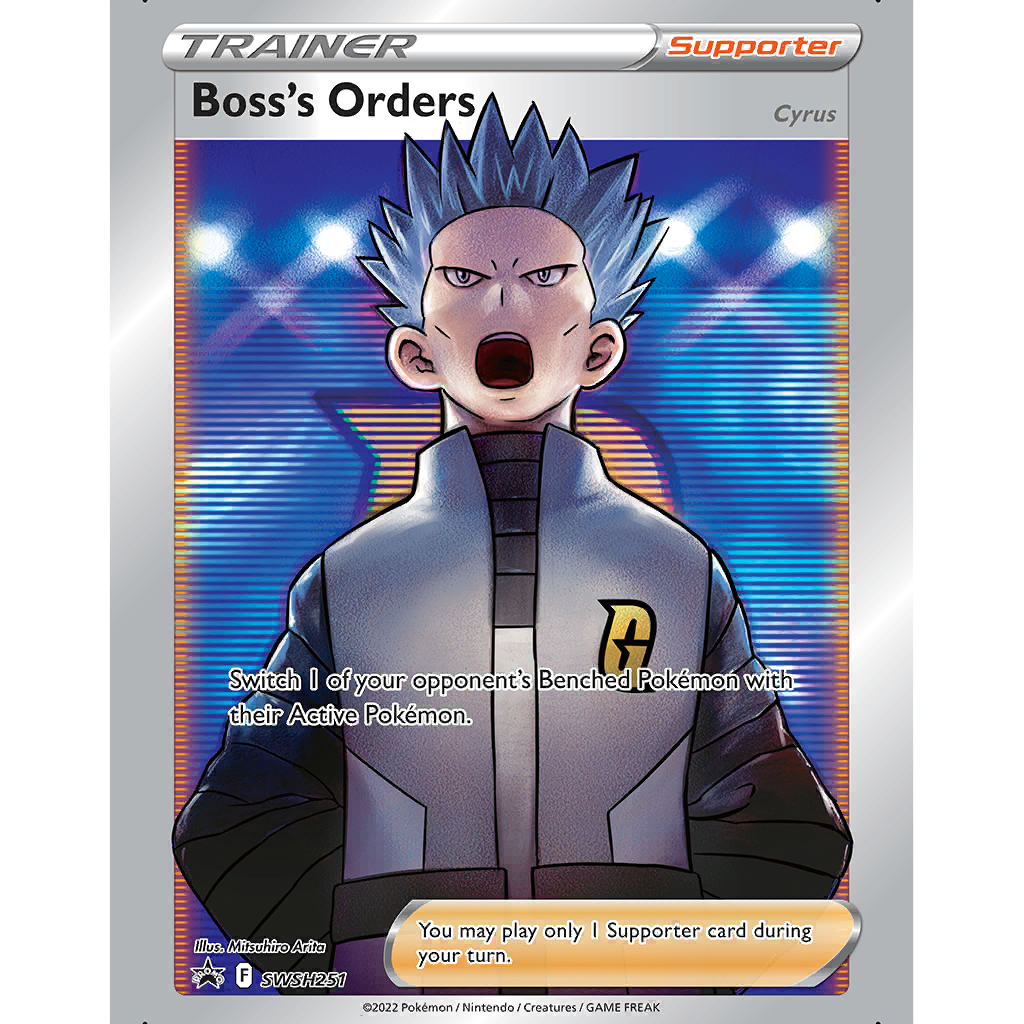 TRAINER Supporter
Boss's Orders Cyrus
G
Switch 1 of your opponent's Benched Pokémon with
their Active Pokémon.
You may play only 1 Supporter card during
your turn.
Illus. Mitsuhiro Arita
PROMO F SWSH251
©2022 Pokémon / Nintendo / Creatures / GAME FREAK